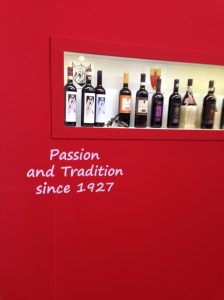 Passion
and Tradition
since 1927